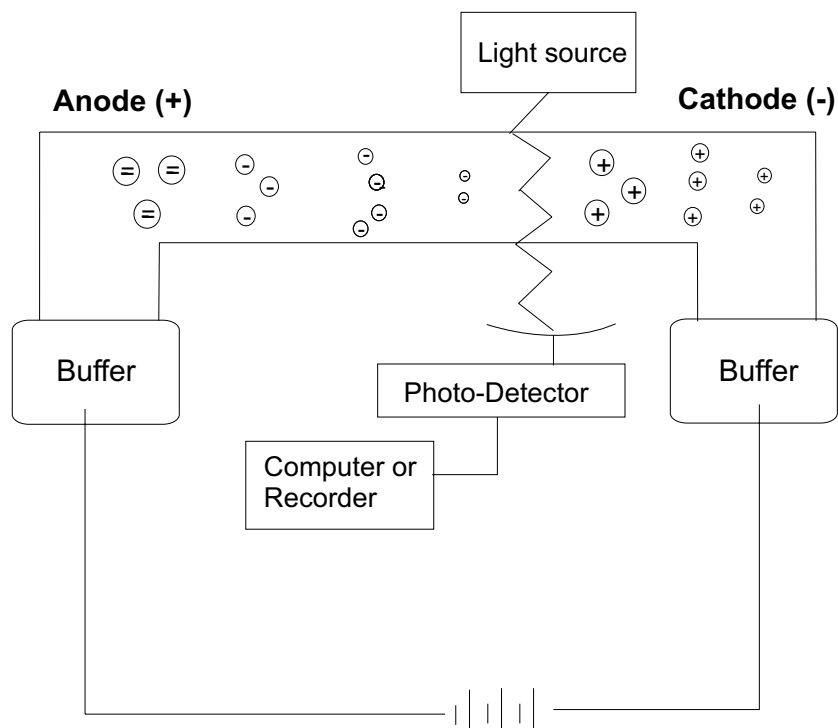 Light source
Anode (+)
Cathode (-)
= = =
- - -
- - - -
- -
+ + +
+ + +
+ +
Buffer
Buffer
Photo-Detector
Computer or
Recorder